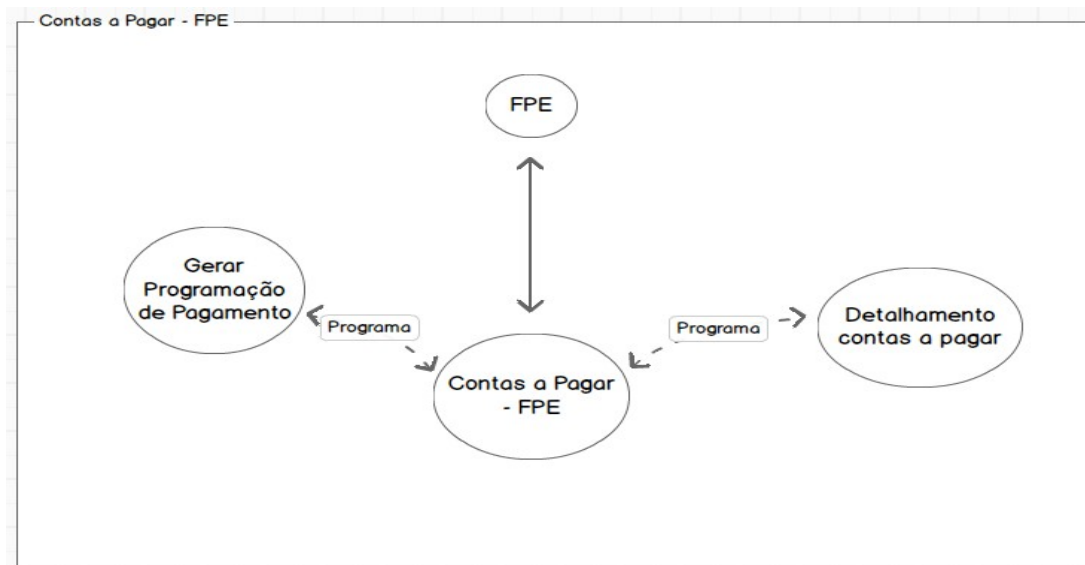 Contas a Pagar - FPE
FPE
Gerar
Programação
de Pagamento
Programa
Programa
Detalhamento
contas a pagar
Contas a Pagar
- FPE